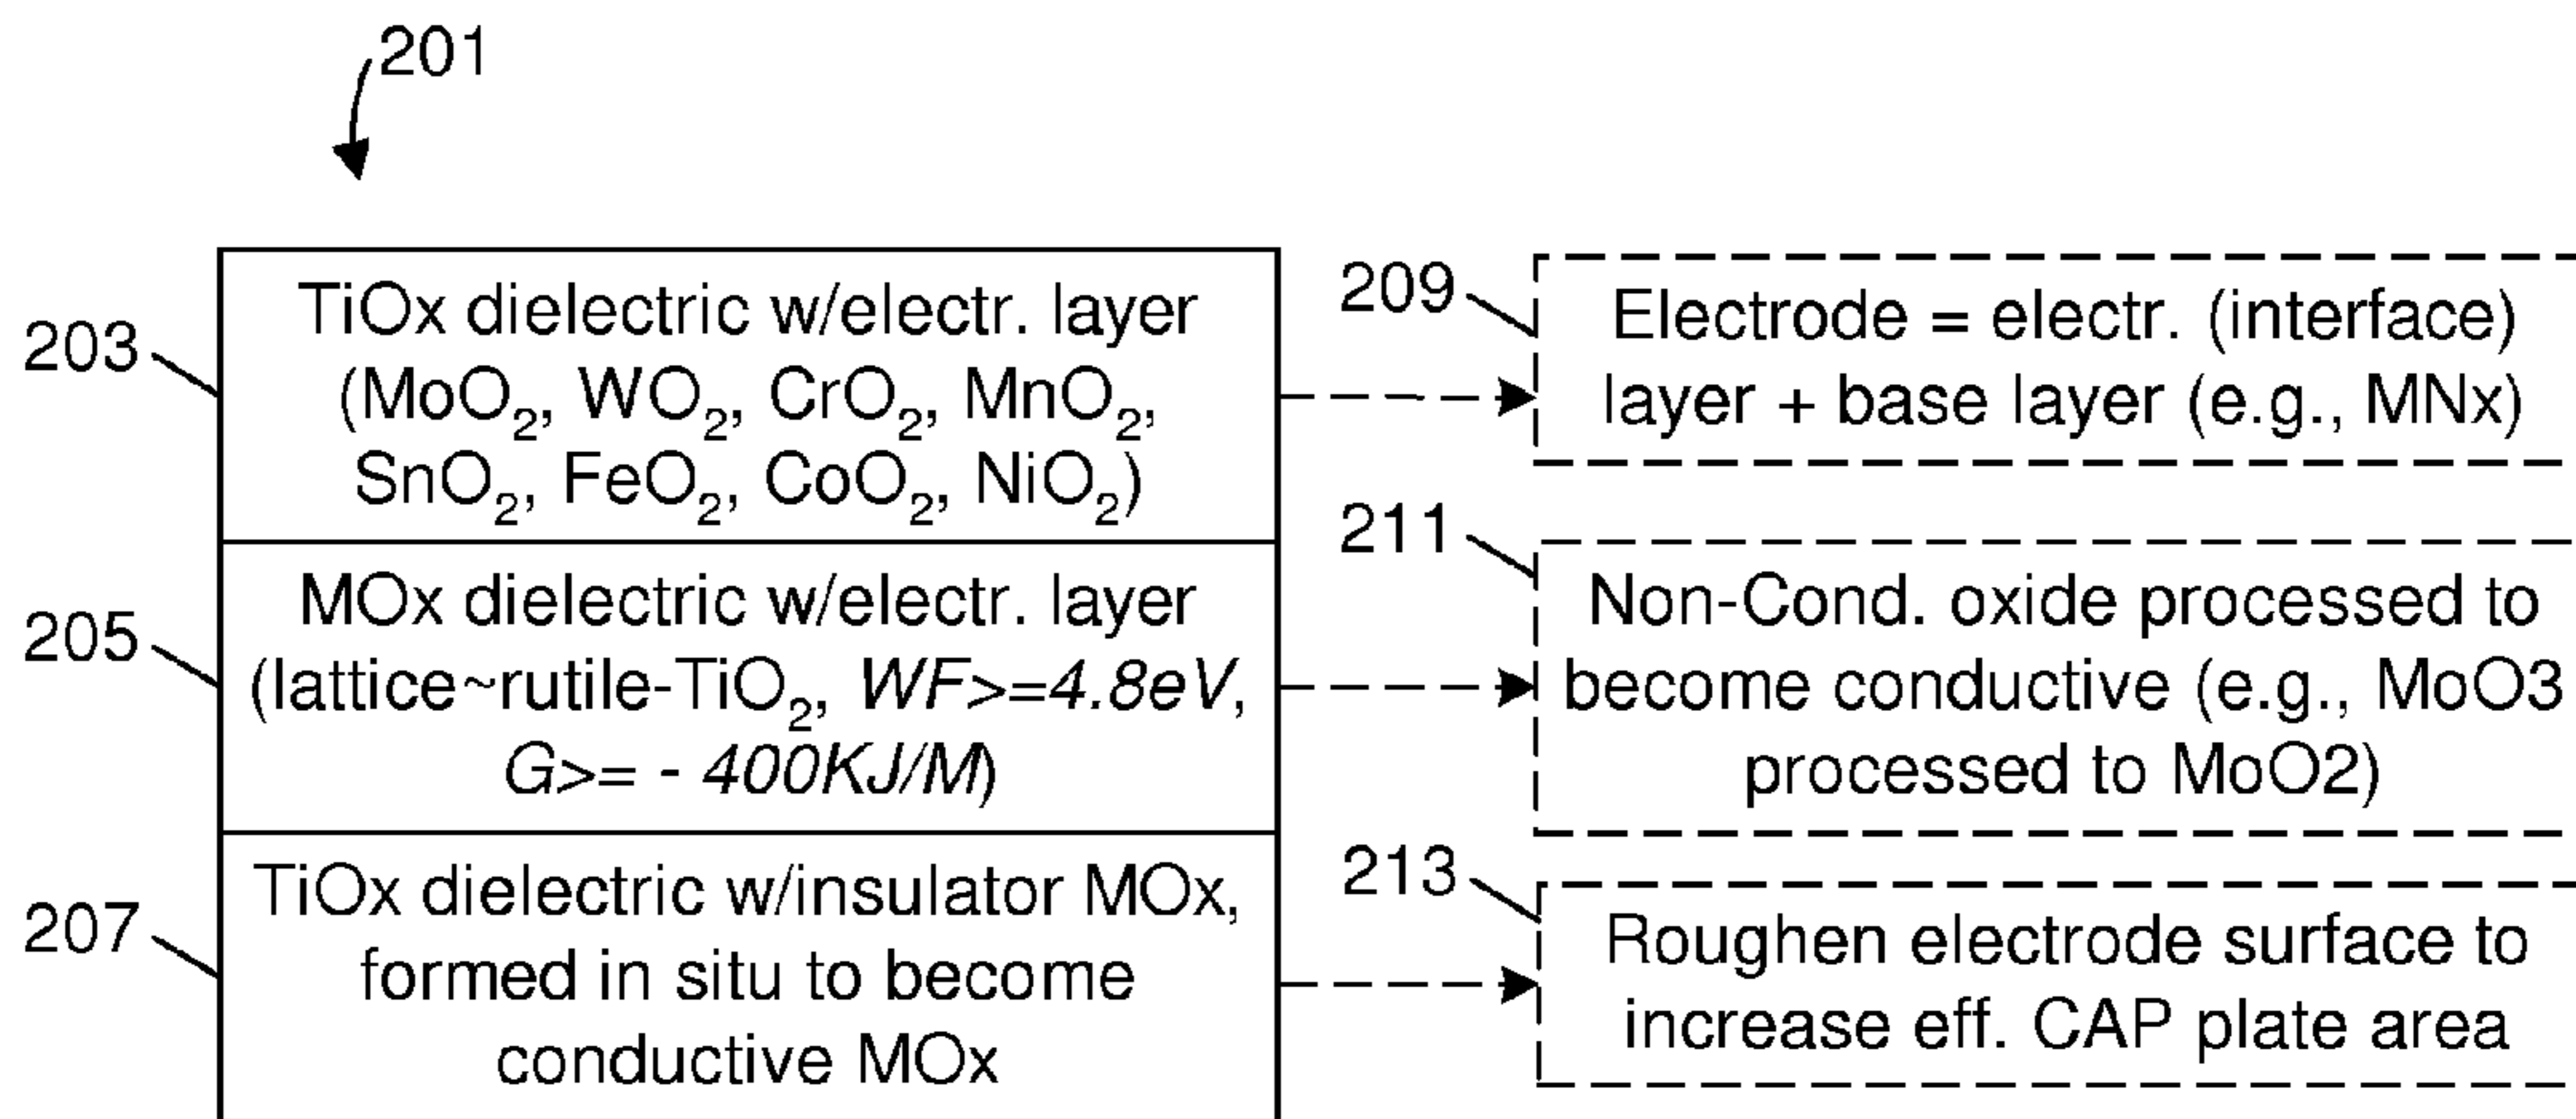 201
203
TiOx dielectric w/electr. layer
(MoO₂, WO₂, CrO₂, MnO₂,
SnO₂, FeO₂, CoO₂, NiO₂)
209
Electrode = electr. (interface)
layer + base layer (e.g., MNx)
205
MOx dielectric w/electr. layer
(lattice~rutile-TiO₂, WF>=4.8eV,
G>= - 400KJ/M)
211
Non-Cond. oxide processed to
become conductive (e.g., MoO3
processed to MoO2)
207
TiOx dielectric w/insulator MOx,
formed in situ to become
conductive MOx
213
Roughen electrode surface to
increase eff. CAP plate area